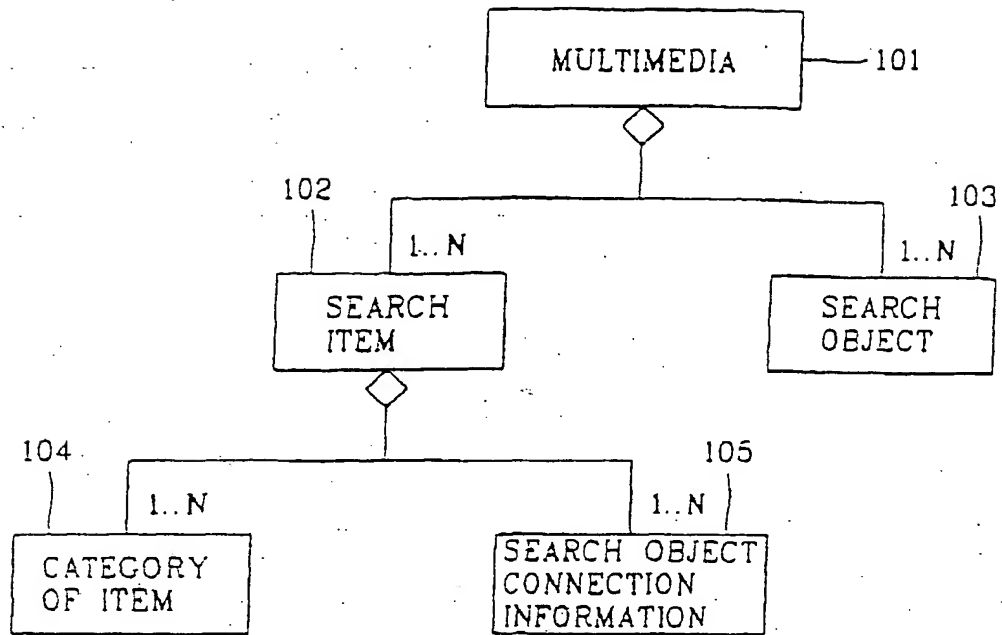 MULTIMEDIA
101
102
103
1..N
1..N
SEARCH
ITEM
SEARCH
OBJECT
104
105
1..N
1..N
CATEGORY
OF ITEM
SEARCH OBJECT
CONNECTION
INFORMATION